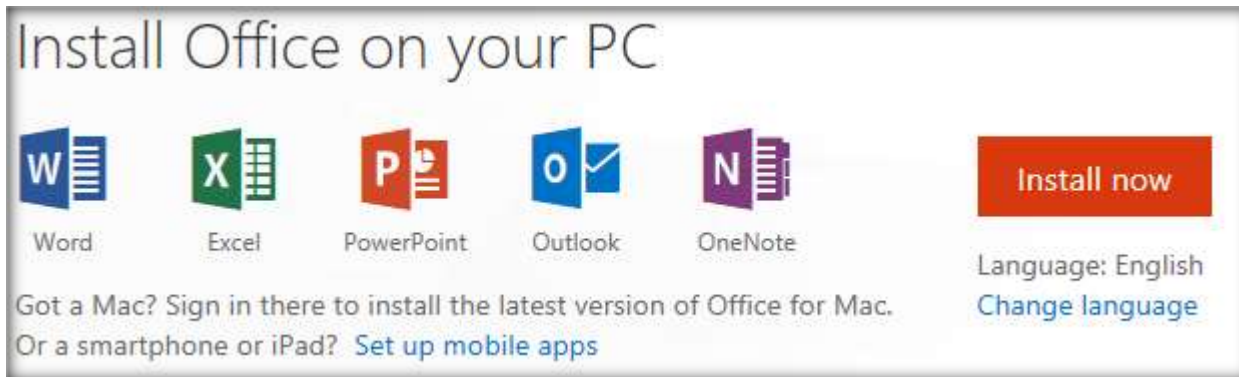 Install Office on your PC
W X P O N
Word Excel PowerPoint Outlook OneNote
Install now
Language: English
Change language
Got a Mac? Sign in there to install the latest version of Office for Mac.
Or a smartphone or iPad? Set up mobile apps